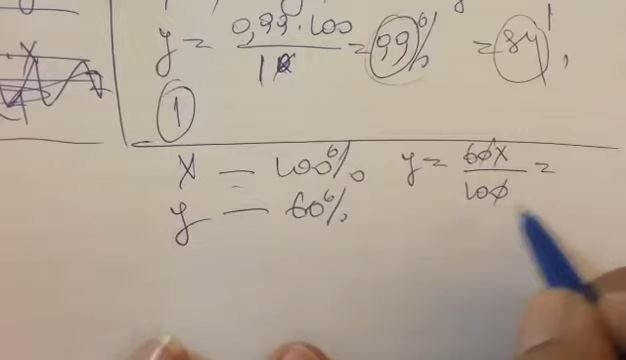 y = 0,99·100 / 1 = 99% = 84
1
x — 100% y = 60x / 100 =
y — 60%